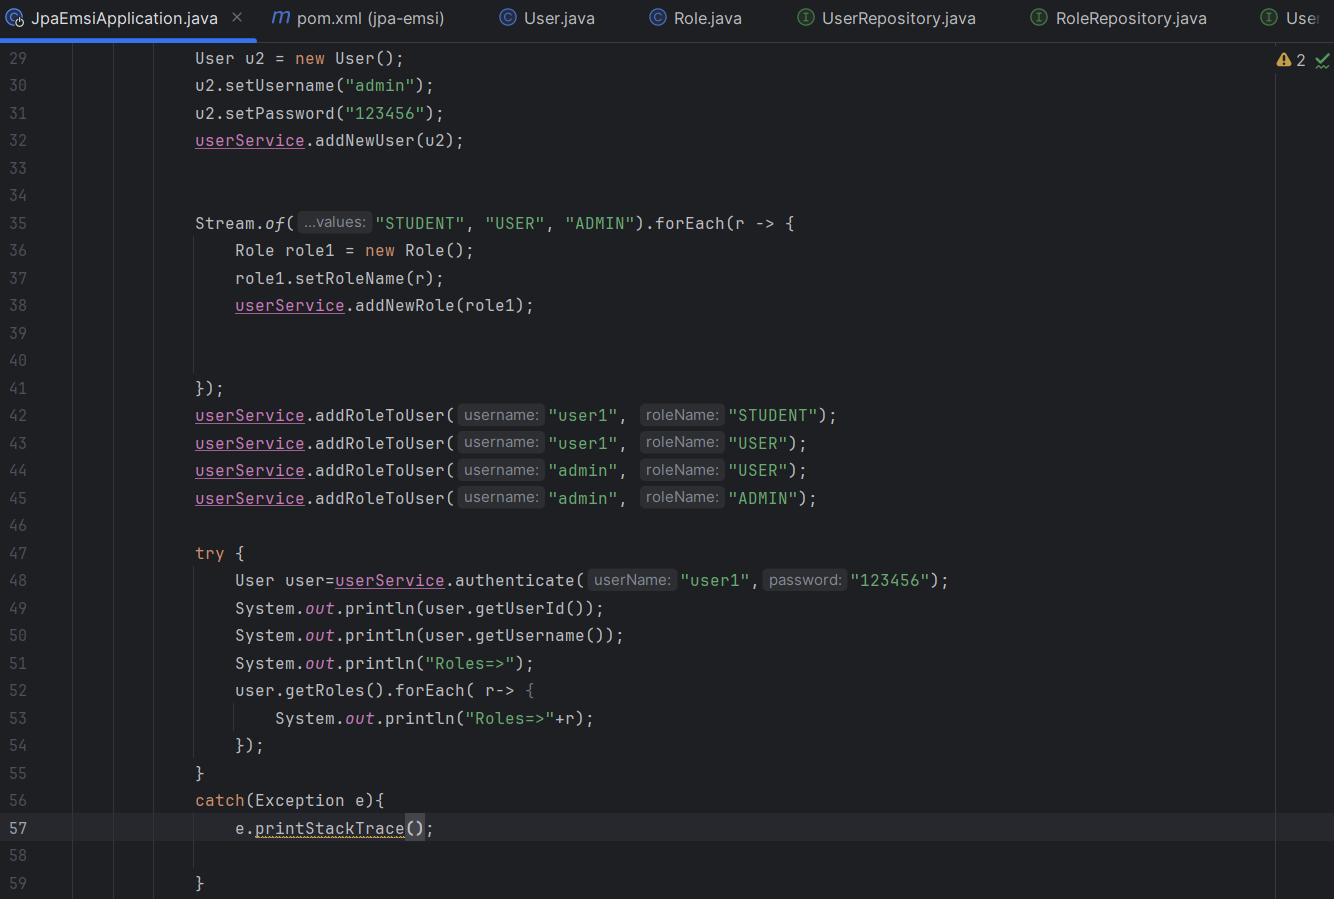 JpaEmsiApplication.java pom.xml (jpa-emsi) User.java Role.java UserRepository.java RoleRepository.java User
29 User u2 = new User(); 2
30 u2.setUsername("admin");
31 u2.setPassword("123456");
32 userService.addNewUser(u2);
33
34
35 Stream.of( ...values: "STUDENT", "USER", "ADMIN").forEach(r -> {
36 Role role1 = new Role();
37 role1.setRoleName(r);
38 userService.addNewRole(role1);
39
40
41 });
42 userService.addRoleToUser( username: "user1", roleName: "STUDENT");
43 userService.addRoleToUser( username: "user1", roleName: "USER");
44 userService.addRoleToUser( username: "admin", roleName: "USER");
45 userService.addRoleToUser( username: "admin", roleName: "ADMIN");
46
47 try {
48 User user=userService.authenticate( userName: "user1", password: "123456");
49 System.out.println(user.getUserId());
50 System.out.println(user.getUsername());
51 System.out.println("Roles=>");
52 user.getRoles().forEach( r-> {
53 System.out.println("Roles=>"+r);
54 });
55 }
56 catch(Exception e){
57 e.printStackTrace();
58
59 }